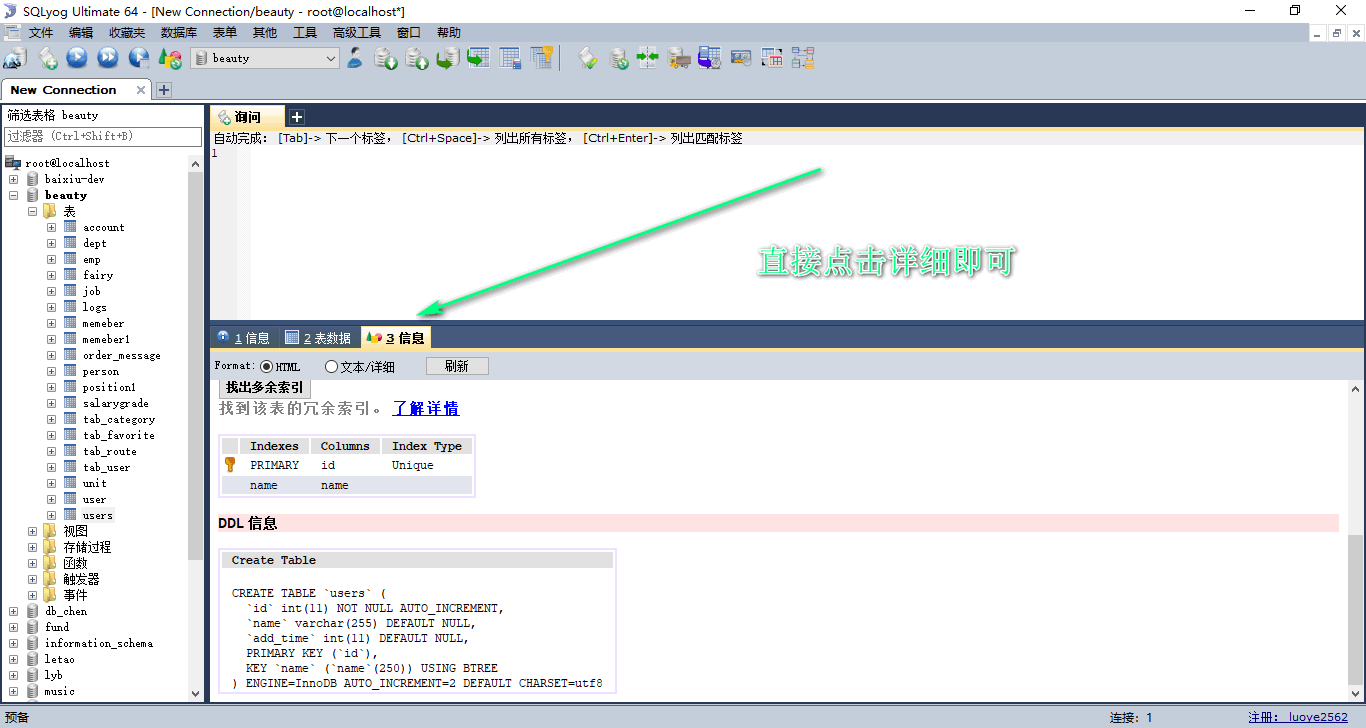 SQLyog Ultimate 64 - [New Connection/beauty - root@localhost*]
文件 编辑 收藏夹 数据库 表单 其他 工具 高级工具 窗口 帮助
beauty
New Connection
筛选表格 beauty
过滤器 (Ctrl+Shift+B)
root@localhost
baixiu-dev
beauty
表
account
dept
emp
fairy
job
logs
memeber
memeber1
order_message
person
position1
salarygrade
tab_category
tab_favorite
tab_route
tab_user
unit
user
users
视图
存储过程
函数
触发器
事件
db_chen
fund
information_schema
letao
lyb
music
询问
自动完成: [Tab]-> 下一个标签, [Ctrl+Space]-> 列出所有标签, [Ctrl+Enter]-> 列出匹配标签
1
直接点击详细即可
1 信息 2 表数据 3 信息
Format: HTML 文本/详细 刷新
找出多余索引
找到该表的冗余索引。 了解详情
Indexes Columns Index Type
PRIMARY id Unique
name name
DDL 信息
Create Table
CREATE TABLE `users` (
`id` int(11) NOT NULL AUTO_INCREMENT,
`name` varchar(255) DEFAULT NULL,
`add_time` int(11) DEFAULT NULL,
PRIMARY KEY (`id`),
KEY `name` (`name`(250)) USING BTREE
) ENGINE=InnoDB AUTO_INCREMENT=2 DEFAULT CHARSET=utf8
预备 连接: 1 注册: luoye2562